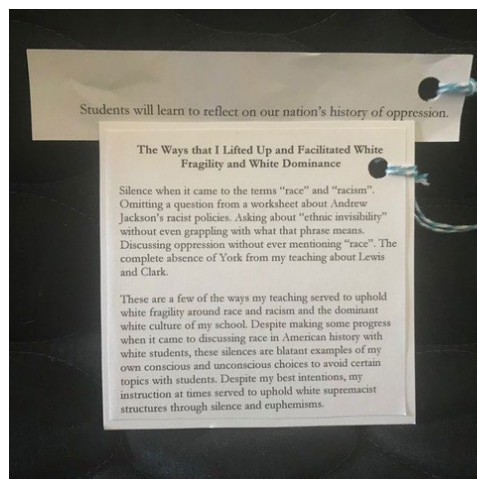 Students will learn to reflect on our nation's history of oppression.
The Ways that I Lifted Up and Facilitated White
Fragility and White Dominance
Silence when it came to the terms “race” and “racism”.
Omitting a question from a worksheet about Andrew
Jackson's racist policies. Asking about “ethnic invisibility”
without even grappling with what that phrase means.
Discussing oppression without ever mentioning “race”. The
complete absence of York from my teaching about Lewis
and Clark.
These are a few of the ways my teaching served to uphold
white fragility around race and racism and the dominant
white culture of my school. Despite making some progress
when it came to discussing race in American history with
white students, these silences are blatant examples of my
own conscious and unconscious choices to avoid certain
topics with students. Despite my best intentions, my
instruction at times served to uphold white supremacist
structures through silence and euphemisms.